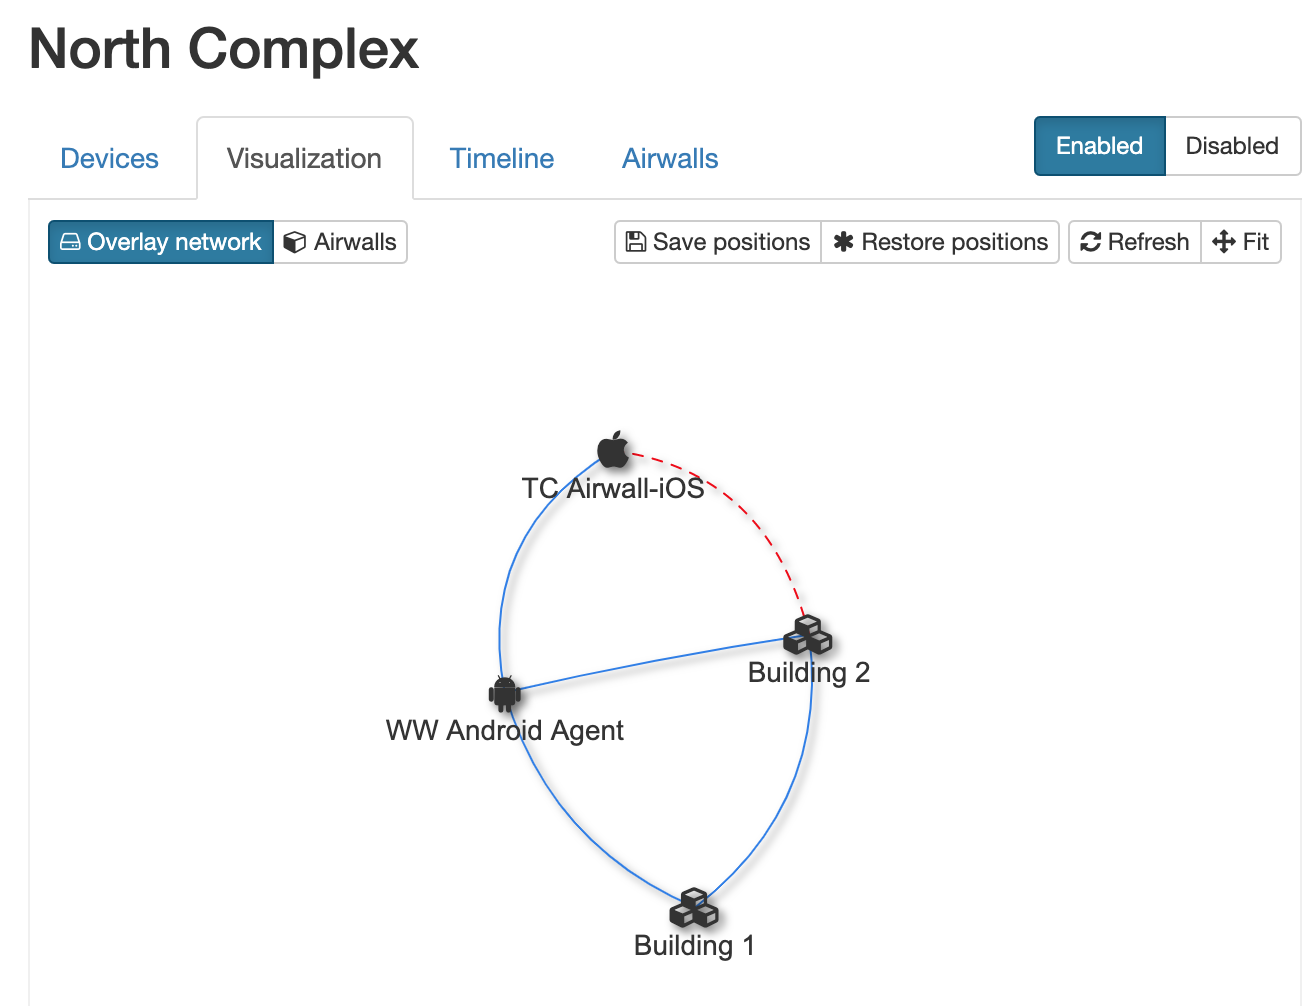 North Complex
Devices Visualization Timeline Airwalls Enabled Disabled
Overlay network Airwalls Save positions Restore positions Refresh Fit
TC Airwall-iOS
Building 2
WW Android Agent
Building 1